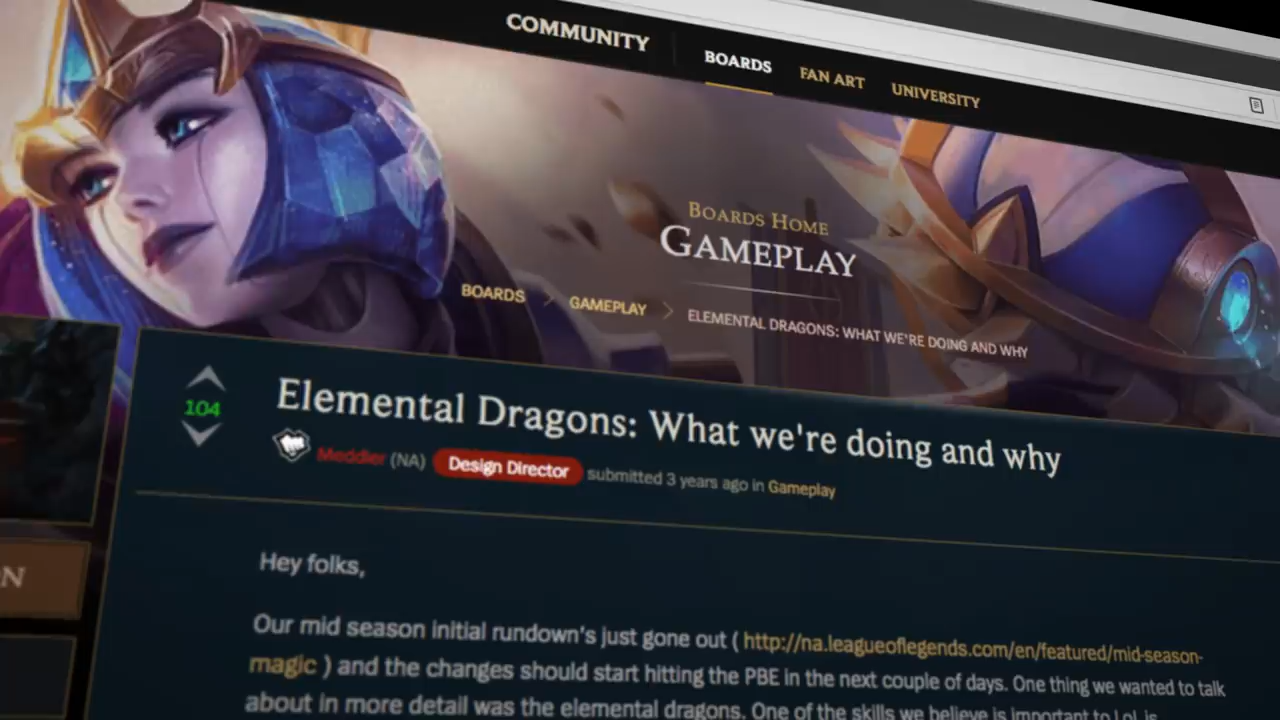 COMMUNITY
BOARDS
FAN ART
UNIVERSITY
BOARDS HOME
GAMEPLAY
BOARDS > GAMEPLAY > ELEMENTAL DRAGONS: WHAT WE'RE DOING AND WHY
104
Elemental Dragons: What we're doing and why
Meddler (NA) Design Director submitted 3 years ago in Gameplay
Hey folks,
Our mid season initial rundown's just gone out ( http://na.leagueoflegends.com/en/featured/mid-season-
magic ) and the changes should start hitting the PBE in the next couple of days. One thing we wanted to talk
about in more detail was the elemental dragons. One of the skills we believe is important to LoL is